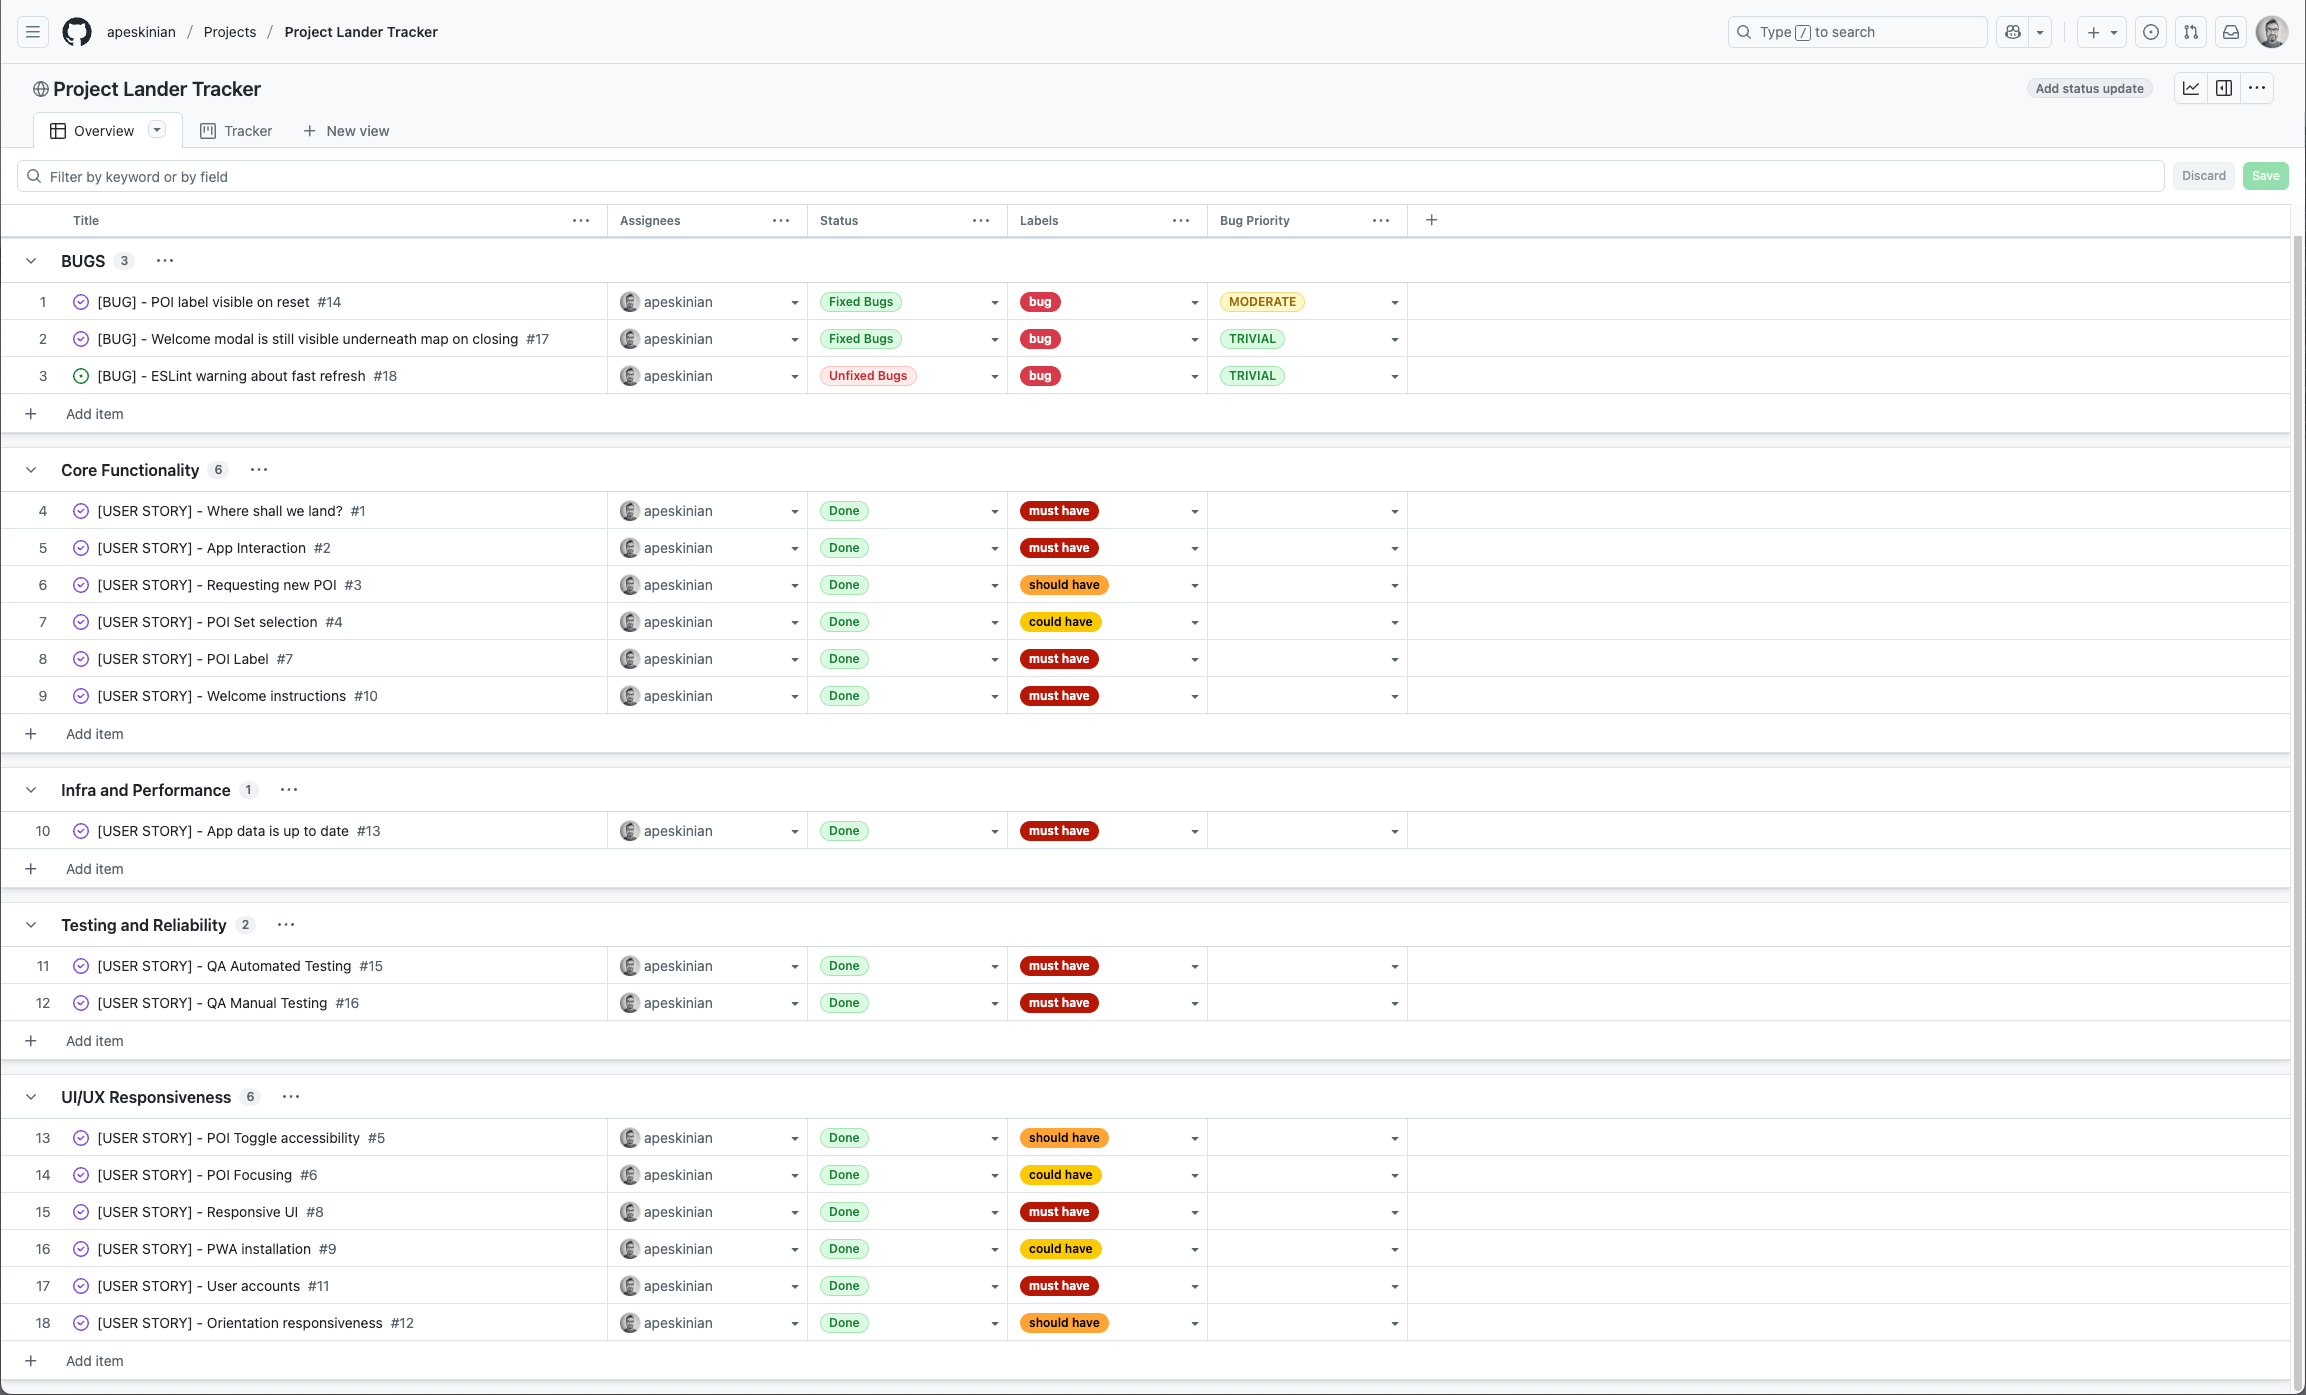 apeskinian / Projects / Project Lander Tracker
Type / to search
Project Lander Tracker
Add status update
Overview
Tracker
New view
Filter by keyword or by field
Discard
Save
Title Assignees Status Labels Bug Priority
BUGS 3
1 [BUG] - POI label visible on reset #14 apeskinian Fixed Bugs bug MODERATE
2 [BUG] - Welcome modal is still visible underneath map on closing #17 apeskinian Fixed Bugs bug TRIVIAL
3 [BUG] - ESLint warning about fast refresh #18 apeskinian Unfixed Bugs bug TRIVIAL
Add item
Core Functionality 6
4 [USER STORY] - Where shall we land? #1 apeskinian Done must have
5 [USER STORY] - App Interaction #2 apeskinian Done must have
6 [USER STORY] - Requesting new POI #3 apeskinian Done should have
7 [USER STORY] - POI Set selection #4 apeskinian Done could have
8 [USER STORY] - POI Label #7 apeskinian Done must have
9 [USER STORY] - Welcome instructions #10 apeskinian Done must have
Add item
Infra and Performance 1
10 [USER STORY] - App data is up to date #13 apeskinian Done must have
Add item
Testing and Reliability 2
11 [USER STORY] - QA Automated Testing #15 apeskinian Done must have
12 [USER STORY] - QA Manual Testing #16 apeskinian Done must have
Add item
UI/UX Responsiveness 6
13 [USER STORY] - POI Toggle accessibility #5 apeskinian Done should have
14 [USER STORY] - POI Focusing #6 apeskinian Done could have
15 [USER STORY] - Responsive UI #8 apeskinian Done must have
16 [USER STORY] - PWA installation #9 apeskinian Done could have
17 [USER STORY] - User accounts #11 apeskinian Done must have
18 [USER STORY] - Orientation responsiveness #12 apeskinian Done should have
Add item